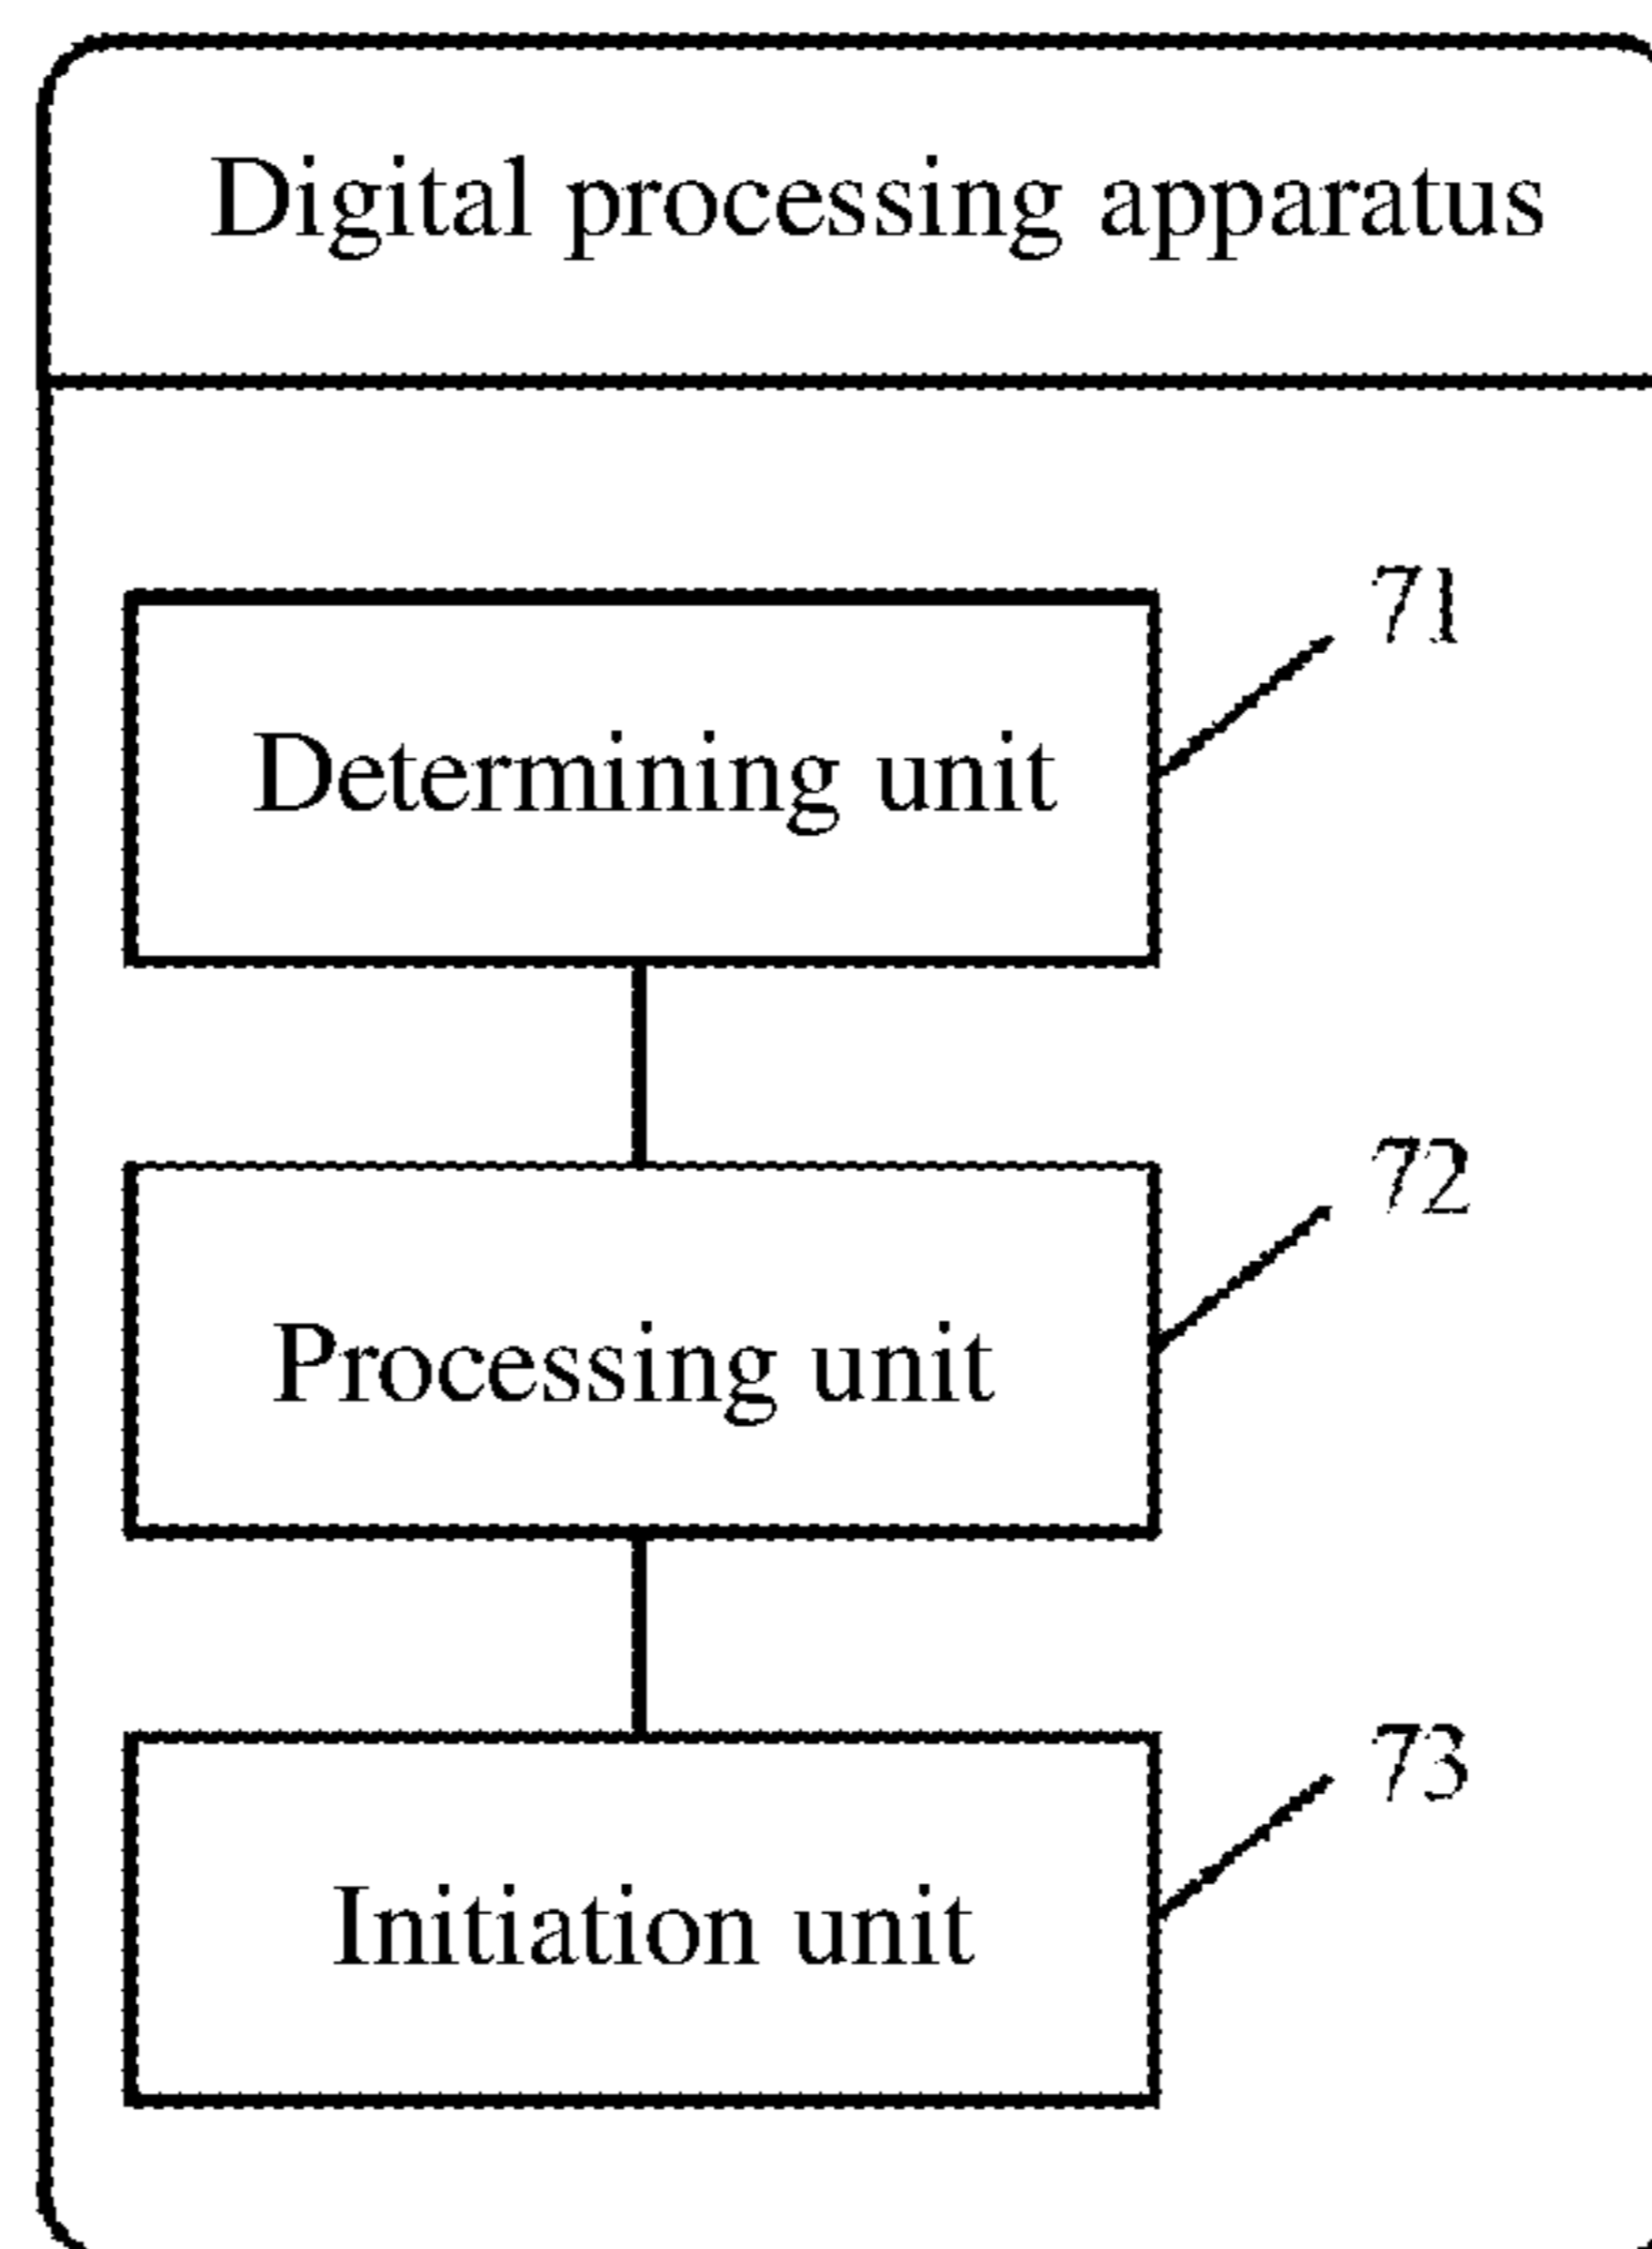 Digital processing apparatus
71
Determining unit
72
Processing unit
73
Initiation unit